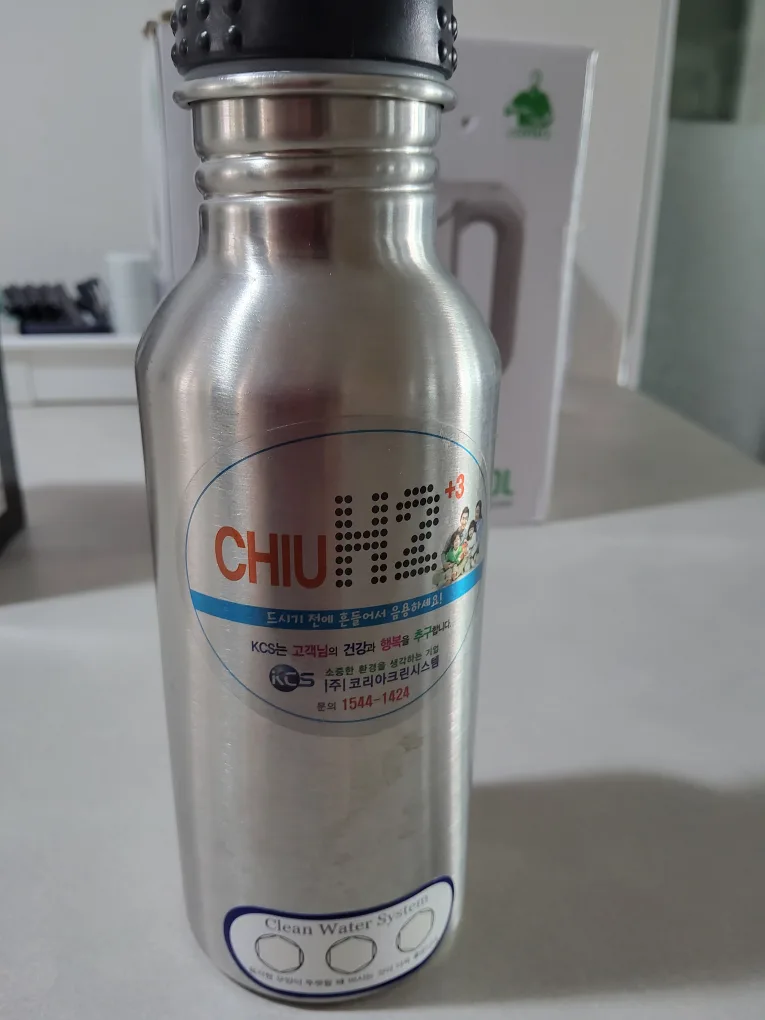 CHIU H2 +3
드시기 전에 흔들어서 음용하세요!
KCS는 고객님의 건강과 행복을 추구합니다
KCS 소중한 환경을 생각하는 기업
(주)코리아크린시스템
문의 1544-1424
Clean Water System